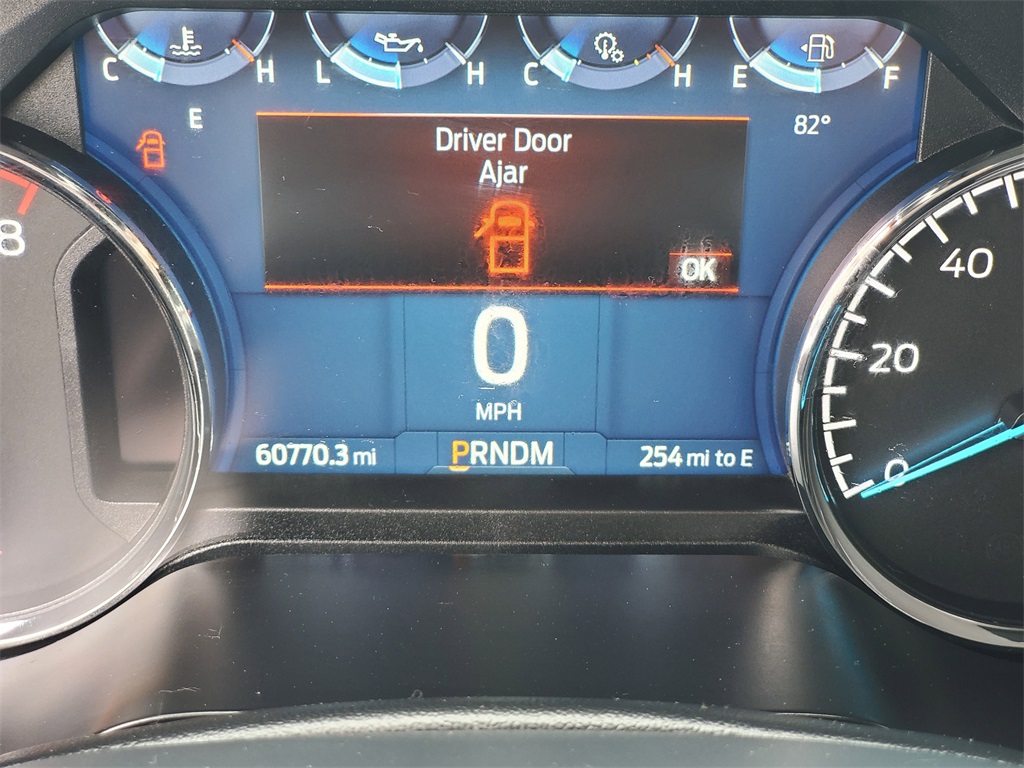 C H L H C H E F
E
82°
Driver Door
Ajar
OK
8
40
20
0
0
MPH
60770.3 mi
PRNDM
254 mi to E